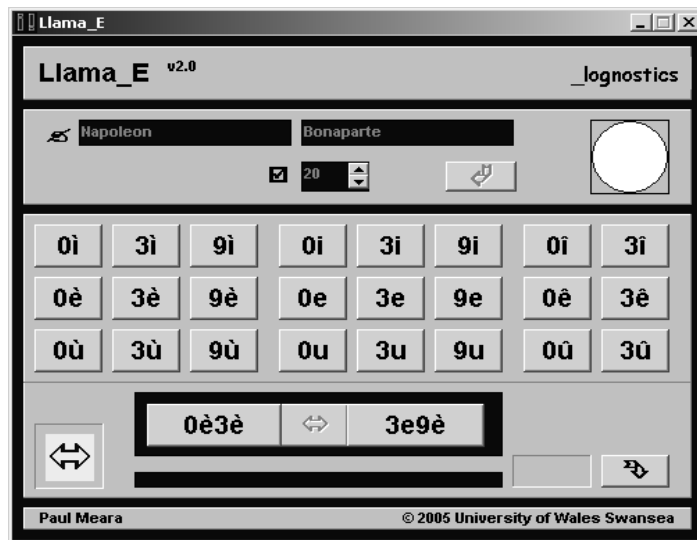 Llama_E
Llama_E v2.0 _lognostics
Napoleon Bonaparte
20
0ì 3ì 9ì 0i 3i 9i 0î 3î
0è 3è 9è 0e 3e 9e 0ê 3ê
0ù 3ù 9ù 0u 3u 9u 0û 3û
0è3è 3e9è
Paul Meara © 2005 University of Wales Swansea